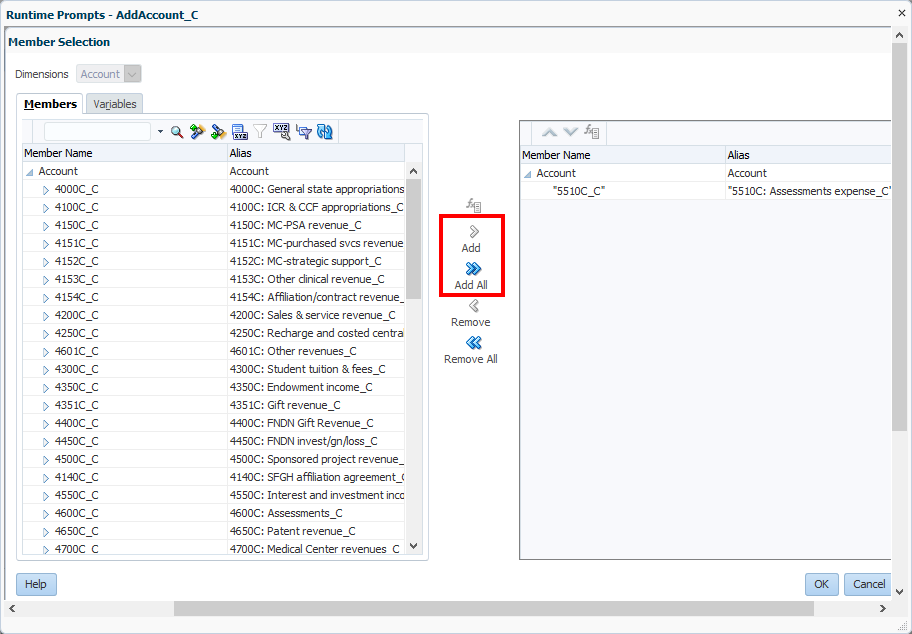 Runtime Prompts - AddAccount_C
Member Selection
Dimensions Account
Members Variables
Member Name Alias
Account Account
4000C_C 4000C: General state appropriations
4100C_C 4100C: ICR & CCF appropriations_C
4150C_C 4150C: MC-PSA revenue_C
4151C_C 4151C: MC-purchased svcs revenue
4152C_C 4152C: MC-strategic support_C
4153C_C 4153C: Other clinical revenue_C
4154C_C 4154C: Affiliation/contract revenue_
4200C_C 4200C: Sales & service revenue_C
4250C_C 4250C: Recharge and costed centra
4601C_C 4601C: Other revenues_C
4300C_C 4300C: Student tuition & fees_C
4350C_C 4350C: Endowment income_C
4351C_C 4351C: Gift revenue_C
4400C_C 4400C: FNDN Gift Revenue_C
4450C_C 4450C: FNDN invest/gn/loss_C
4500C_C 4500C: Sponsored project revenue_
4140C_C 4140C: SFGH affiliation agreement_C
4550C_C 4550C: Interest and investment inco
4600C_C 4600C: Assessments_C
4650C_C 4650C: Patent revenue_C
4700C_C 4700C: Medical Center revenues_C
Add
Add All
Remove
Remove All
Member Name Alias
Account Account
"5510C_C" "5510C: Assessments expense_C"
Help OK Cancel